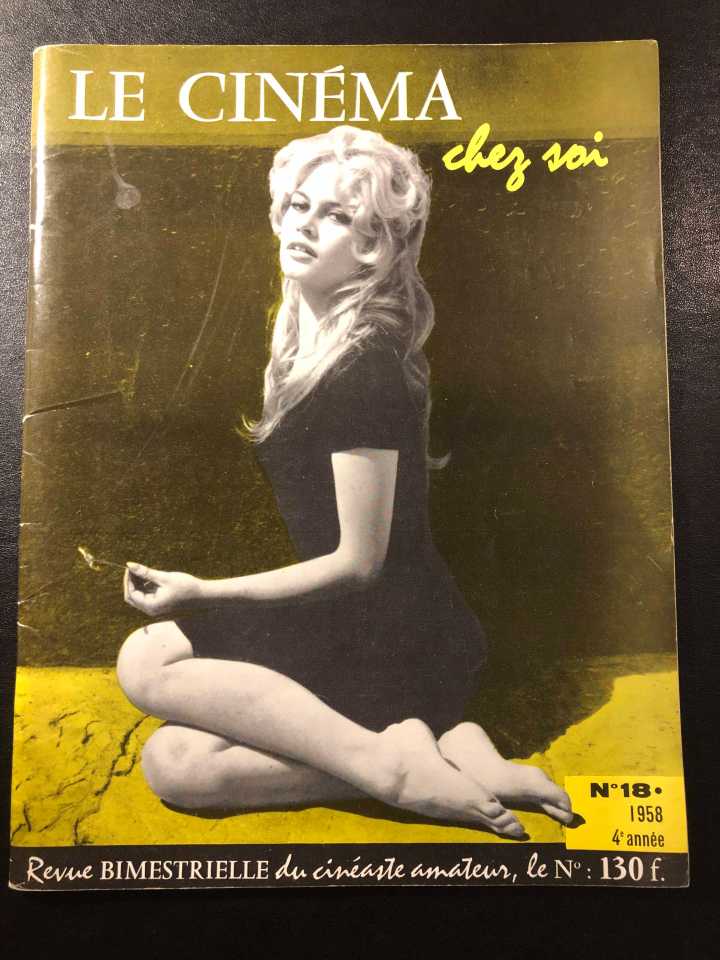 LE CINÉMA
chez soi
N° 18.
1958
4e année
Revue BIMESTRIELLE du cinéaste amateur, le N° : 130 f.